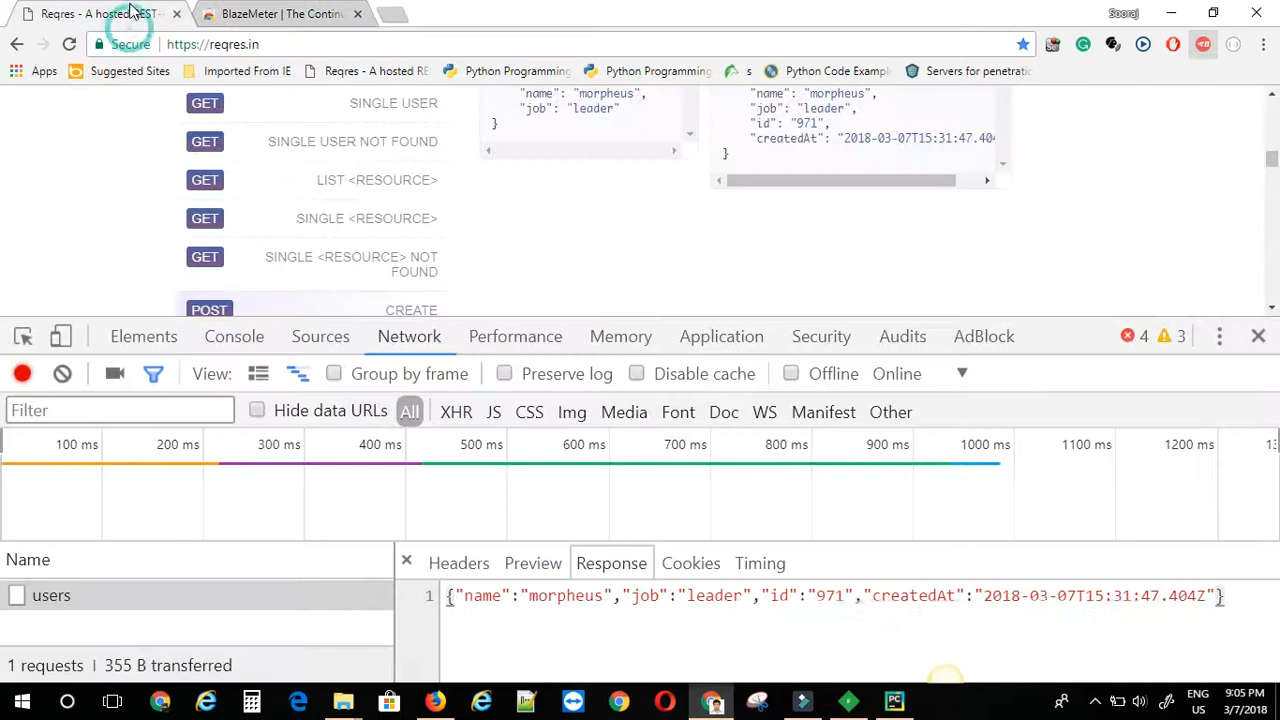 Reqres - A hosted REST-
BlazeMeter | The Continu
Sooraj
Secure
https://reqres.in
Apps
Suggested Sites
Imported From IE
Reqres - A hosted RE
Python Programming
Python Programming
s
Python Code Example
Servers for penetrati
GET SINGLE USER
GET SINGLE USER NOT FOUND
GET LIST <RESOURCE>
GET SINGLE <RESOURCE>
GET SINGLE <RESOURCE> NOT
FOUND
POST CREATE
"name": "morpheus",
"job": "leader"
}
"name": "morpheus",
"job": "leader",
"id": "971",
"createdAt": "2018-03-07T15:31:47.404
}
Elements Console Sources Network Performance Memory Application Security Audits AdBlock 4 3
View: Group by frame Preserve log Disable cache Offline Online
Filter Hide data URLs All XHR JS CSS Img Media Font Doc WS Manifest Other
100 ms 200 ms 300 ms 400 ms 500 ms 600 ms 700 ms 800 ms 900 ms 1000 ms 1100 ms 1200 ms
Name
users
1 requests | 355 B transferred
Headers Preview Response Cookies Timing
1 {"name":"morpheus","job":"leader","id":"971","createdAt":"2018-03-07T15:31:47.404Z"}
ENG
US
9:05 PM
3/7/2018